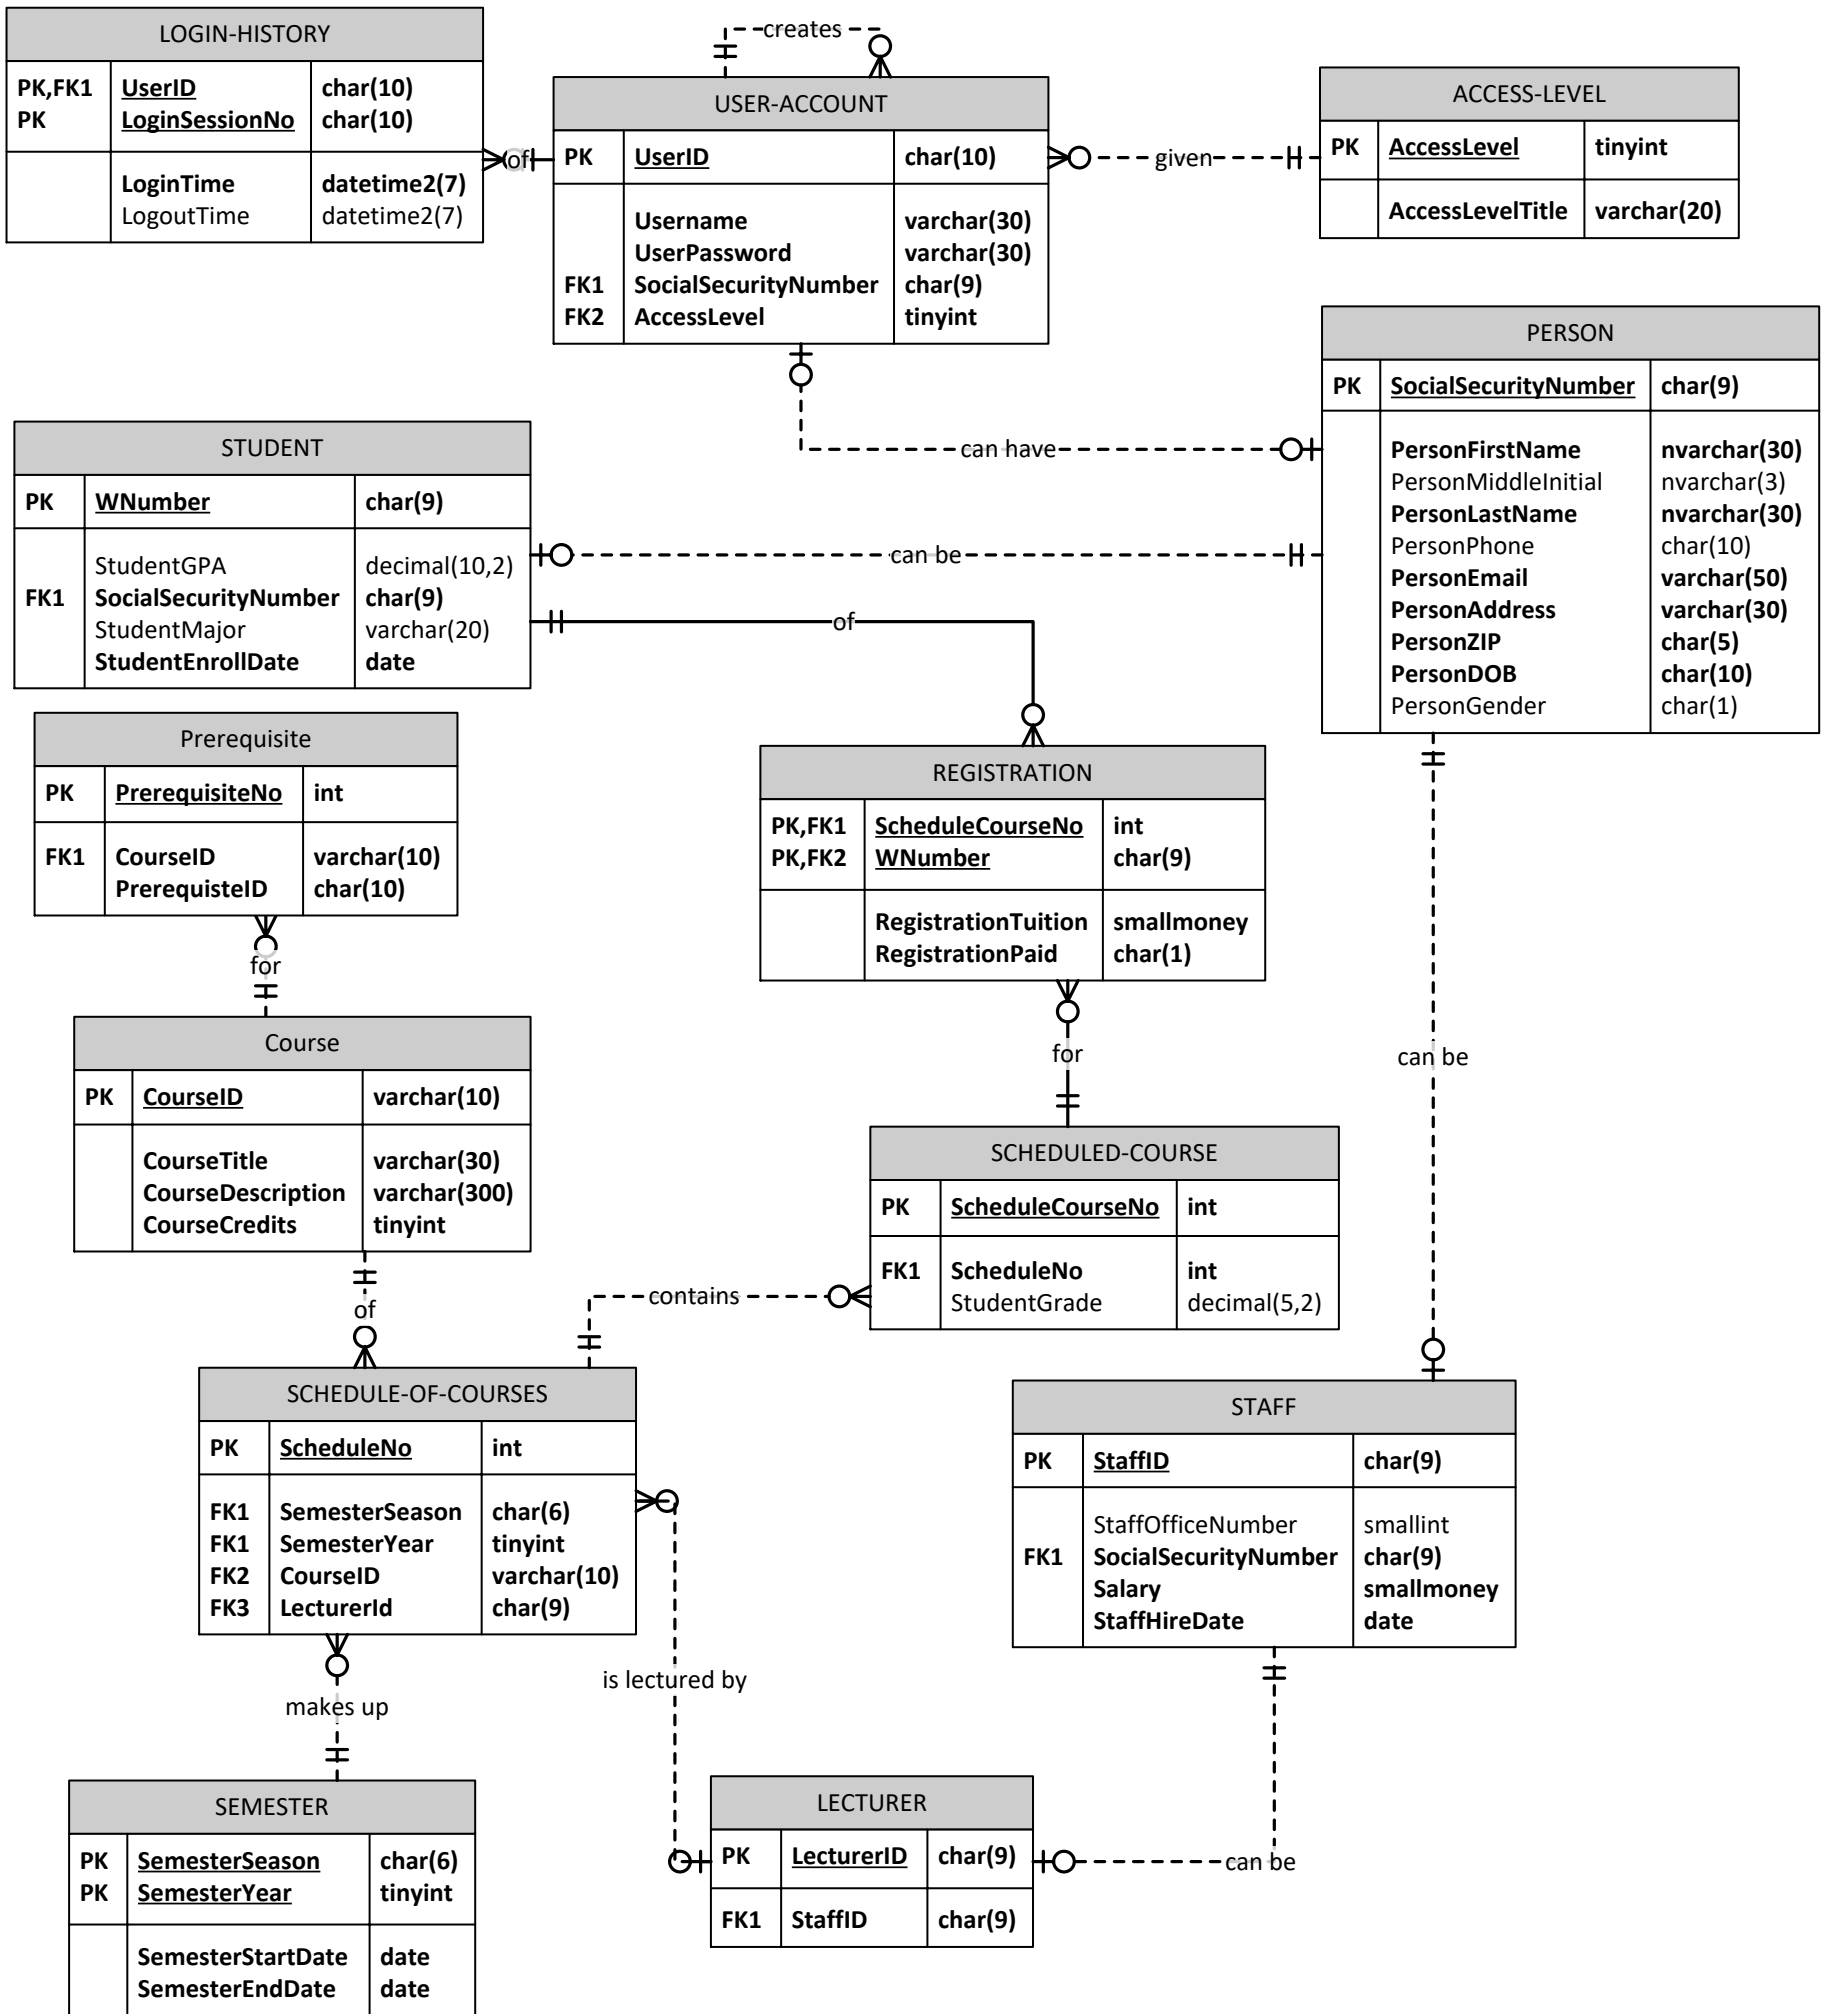 LOGIN-HISTORY
PK,FK1 UserID char(10)
PK LoginSessionNo char(10)
LoginTime datetime2(7)
LogoutTime datetime2(7)
of
creates
USER-ACCOUNT
PK UserID char(10)
Username varchar(30)
UserPassword varchar(30)
FK1 SocialSecurityNumber char(9)
FK2 AccessLevel tinyint
given
ACCESS-LEVEL
PK AccessLevel tinyint
AccessLevelTitle varchar(20)
can have
PERSON
PK SocialSecurityNumber char(9)
PersonFirstName nvarchar(30)
PersonMiddleInitial nvarchar(3)
PersonLastName nvarchar(30)
PersonPhone char(10)
PersonEmail varchar(50)
PersonAddress varchar(30)
PersonZIP char(5)
PersonDOB char(10)
PersonGender char(1)
STUDENT
PK WNumber char(9)
StudentGPA decimal(10,2)
FK1 SocialSecurityNumber char(9)
StudentMajor varchar(20)
StudentEnrollDate date
can be
of
Prerequisite
PK PrerequisiteNo int
FK1 CourseID varchar(10)
PrerequisteID char(10)
for
REGISTRATION
PK,FK1 ScheduleCourseNo int
PK,FK2 WNumber char(9)
RegistrationTuition smallmoney
RegistrationPaid char(1)
for
can be
Course
PK CourseID varchar(10)
CourseTitle varchar(30)
CourseDescription varchar(300)
CourseCredits tinyint
of
SCHEDULED-COURSE
PK ScheduleCourseNo int
FK1 ScheduleNo int
StudentGrade decimal(5,2)
contains
SCHEDULE-OF-COURSES
PK ScheduleNo int
FK1 SemesterSeason char(6)
FK1 SemesterYear tinyint
FK2 CourseID varchar(10)
FK3 LecturerId char(9)
STAFF
PK StaffID char(9)
StaffOfficeNumber smallint
FK1 SocialSecurityNumber char(9)
Salary smallmoney
StaffHireDate date
is lectured by
makes up
SEMESTER
PK SemesterSeason char(6)
PK SemesterYear tinyint
SemesterStartDate date
SemesterEndDate date
LECTURER
PK LecturerID char(9)
FK1 StaffID char(9)
can be